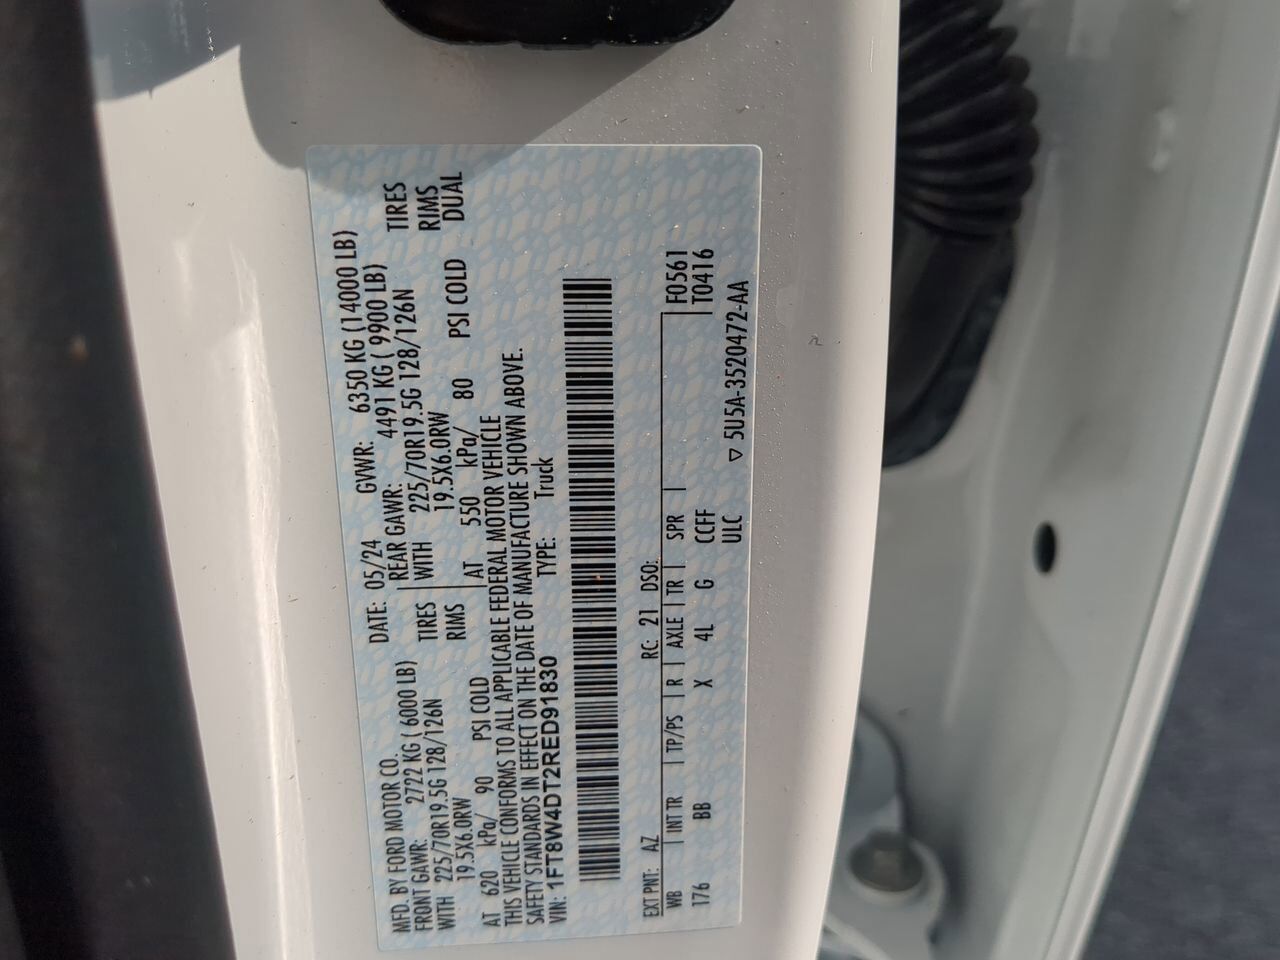 MFD. BY FORD MOTOR CO. DATE: 05/24 GVWR: 6350 KG (14000 LB)
FRONT GAWR: 2722 KG (6000 LB) REAR GAWR: 4491 KG (9900 LB)
WITH 225/70R19.5G 128/126N TIRES WITH 225/70R19.5G 128/126N TIRES
19.5X6.0RW RIMS 19.5X6.0RW RIMS
AT 620 kPa/ 90 PSI COLD AT 550 kPa/ 80 PSI COLD DUAL
THIS VEHICLE CONFORMS TO ALL APPLICABLE FEDERAL MOTOR VEHICLE
SAFETY STANDARDS IN EFFECT ON THE DATE OF MANUFACTURE SHOWN ABOVE.
VIN: 1FT8W4DT2RED91830 TYPE: Truck
EXT PNT: AZ RC: 21 DSO: F0561
WB INT TR TP/PS R AXLE TR SPR T0416
176 BB X 4L G CCFF
ULC ▽ 5U5A-3520472-AA